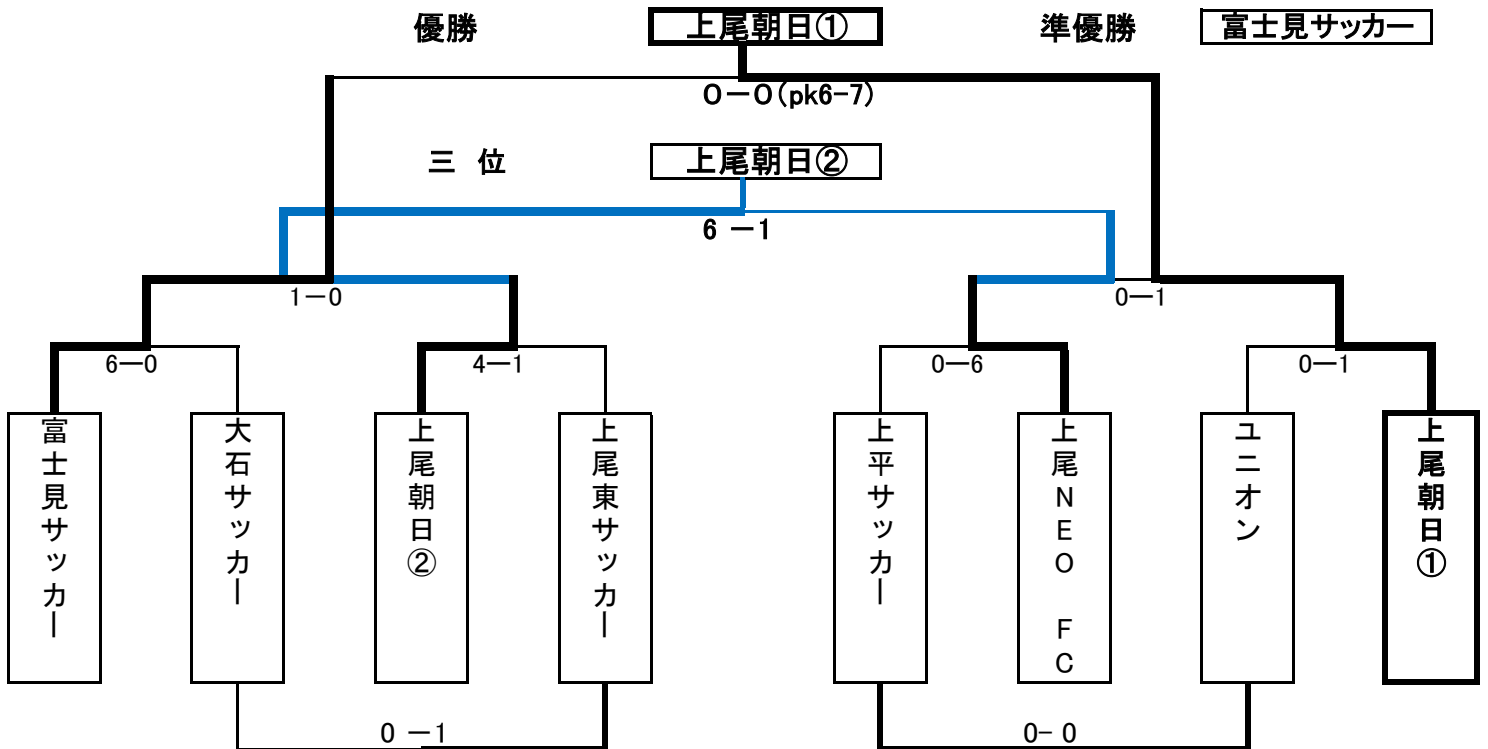 優勝 上尾朝日① 準優勝 富士見サッカー
0－0(pk6-7)
三 位 上尾朝日②
6 －1
1－0 0－1
6－0 4－1 0－6 0－1
富士見サッカー
大石サッカー
上尾朝日②
上尾東サッカー
上平サッカー
上尾NEO FC
ユニオン
上尾朝日①
0 －1 0- 0